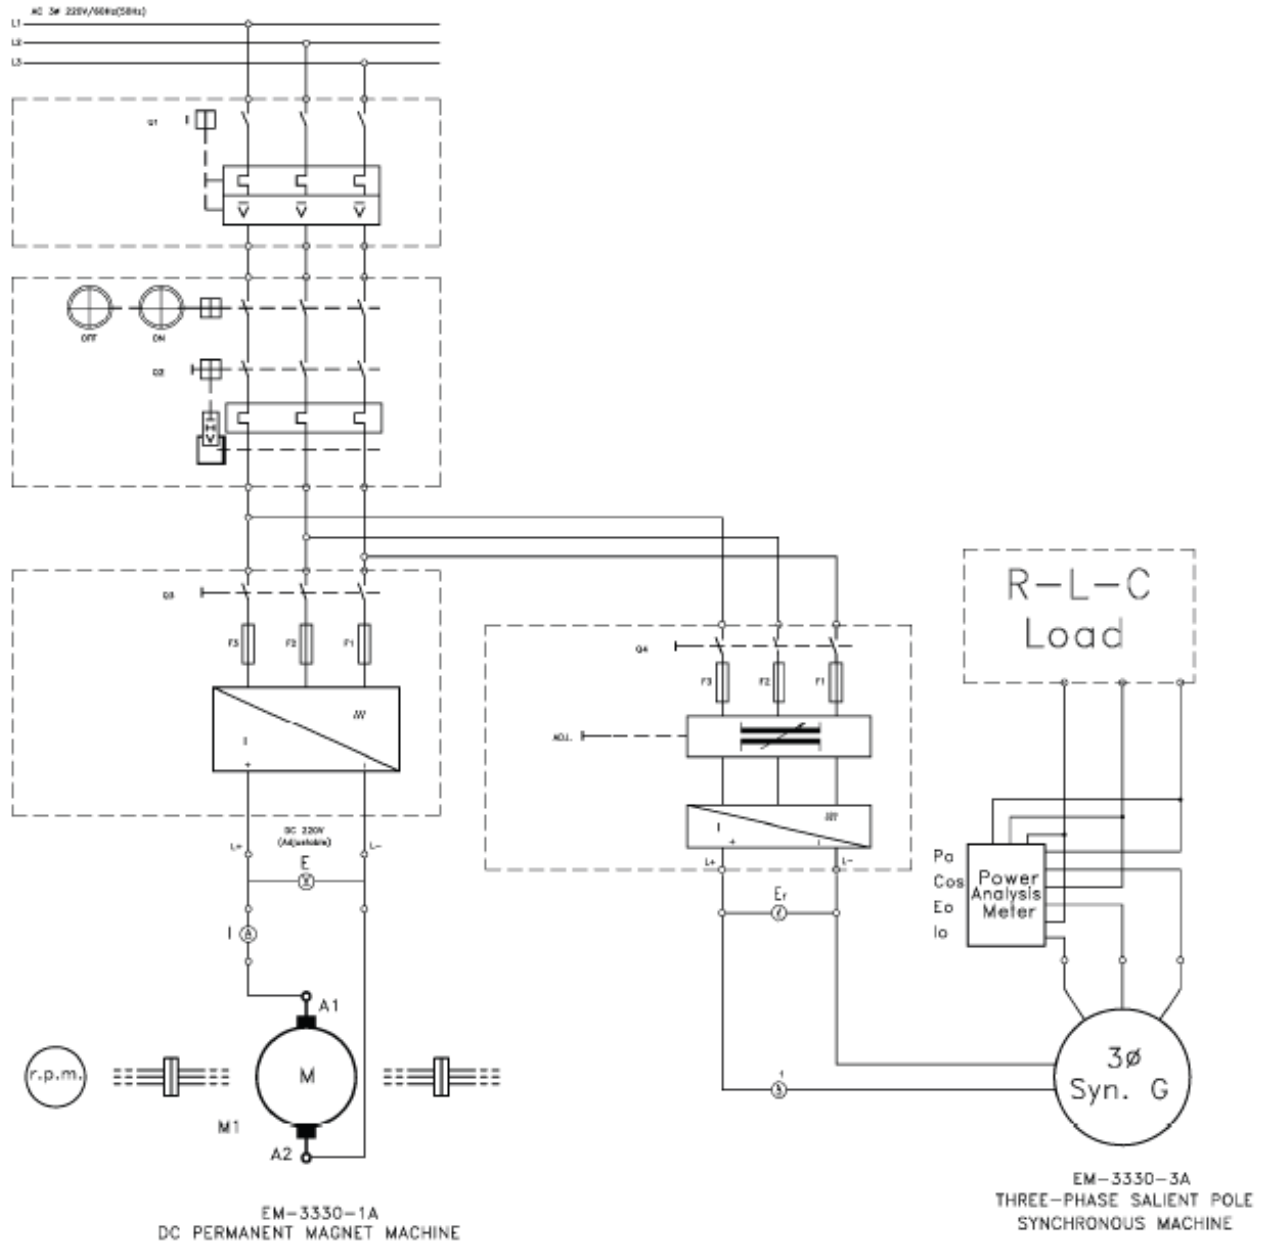 AC 3ø 220V/60Hz(50Hz)
L1
L2
L3
Q1
OFF
ON
Q2
Q3
F3
F2
F1
+
-
DC 220V
(Adjustable)
L+
L-
E
V
I
A
A1
r.p.m.
M
M1
A2
EM-3330-1A
DC PERMANENT MAGNET MACHINE
Q4
F3
F2
F1
ADJ.
+
L+
L-
Er
R-L-C
Load
Pa
Cos
Eo
Io
Power
Analysis
Meter
3ø
Syn. G
EM-3330-3A
THREE-PHASE SALIENT POLE
SYNCHRONOUS MACHINE